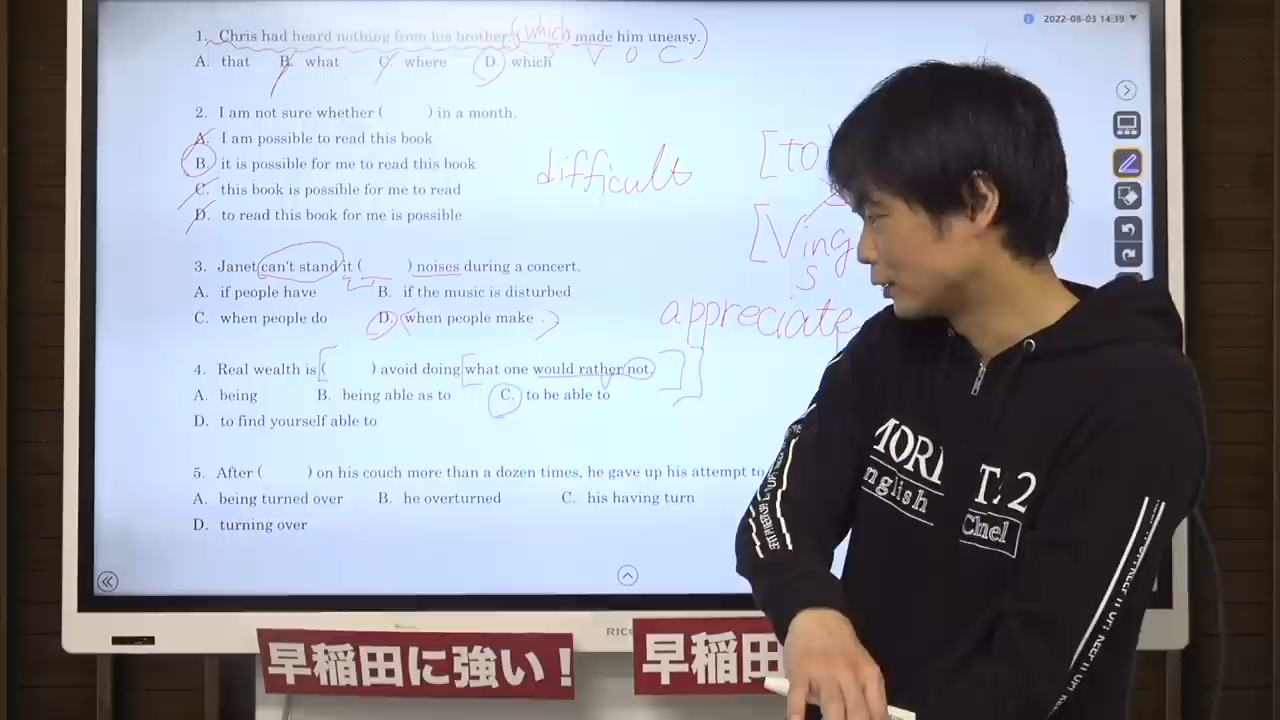 2022-08-03 14:39
1. Chris had heard nothing from his brother, (which made him uneasy.)
S V O C
A. that B. what C. where D. which
2. I am not sure whether ( ) in a month.
A. I am possible to read this book
B. it is possible for me to read this book
C. this book is possible for me to read
D. to read this book for me is possible
difficult
[to
[Ving
S
3. Janet can't stand it ( ) noises during a concert.
A. if people have B. if the music is disturbed
C. when people do D. when people make
appreciate
4. Real wealth is ( ) avoid doing what one would rather not.
A. being B. being able as to C. to be able to
D. to find yourself able to
5. After ( ) on his couch more than a dozen times, he gave up his attempt to
A. being turned over B. he overturned C. his having turn
D. turning over
English
早稲田に強い!
早稲田